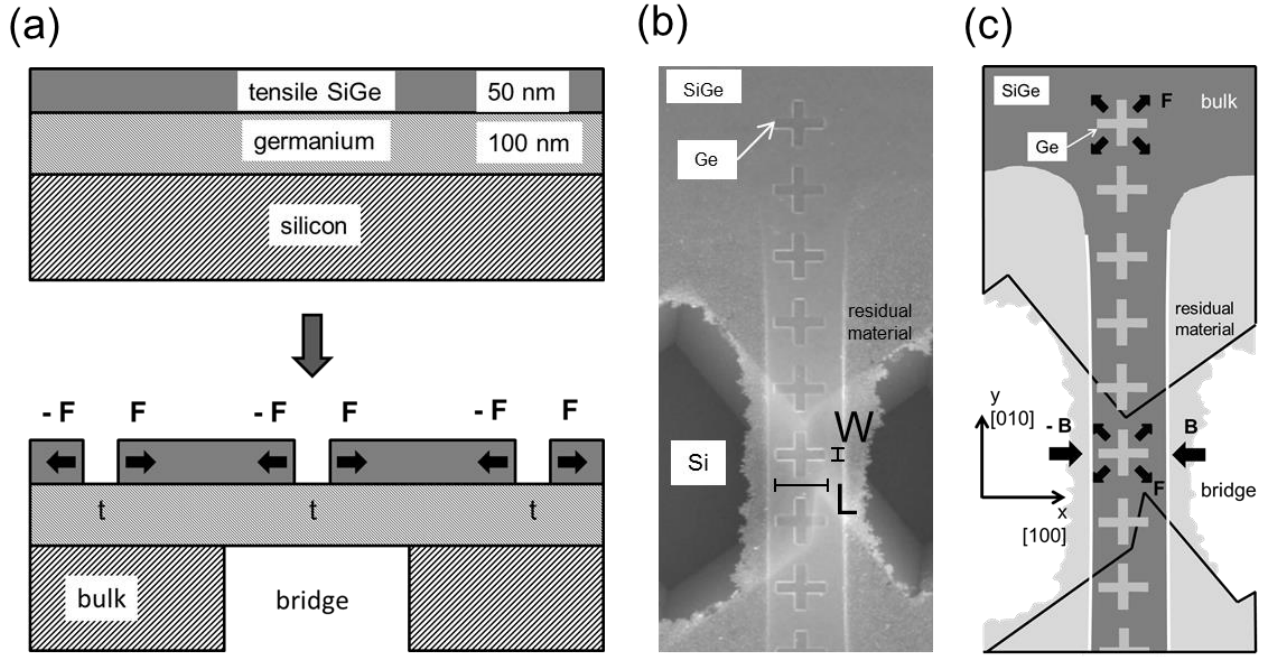 (a)
tensile SiGe 50 nm
germanium 100 nm
silicon
- F F - F F - F F
t t t
bulk
bridge
(b)
SiGe
Ge
residual
material
W
Si
L
(c)
SiGe
bulk
F
Ge
residual
material
y
[010]
- B B
F
bridge
x
[100]